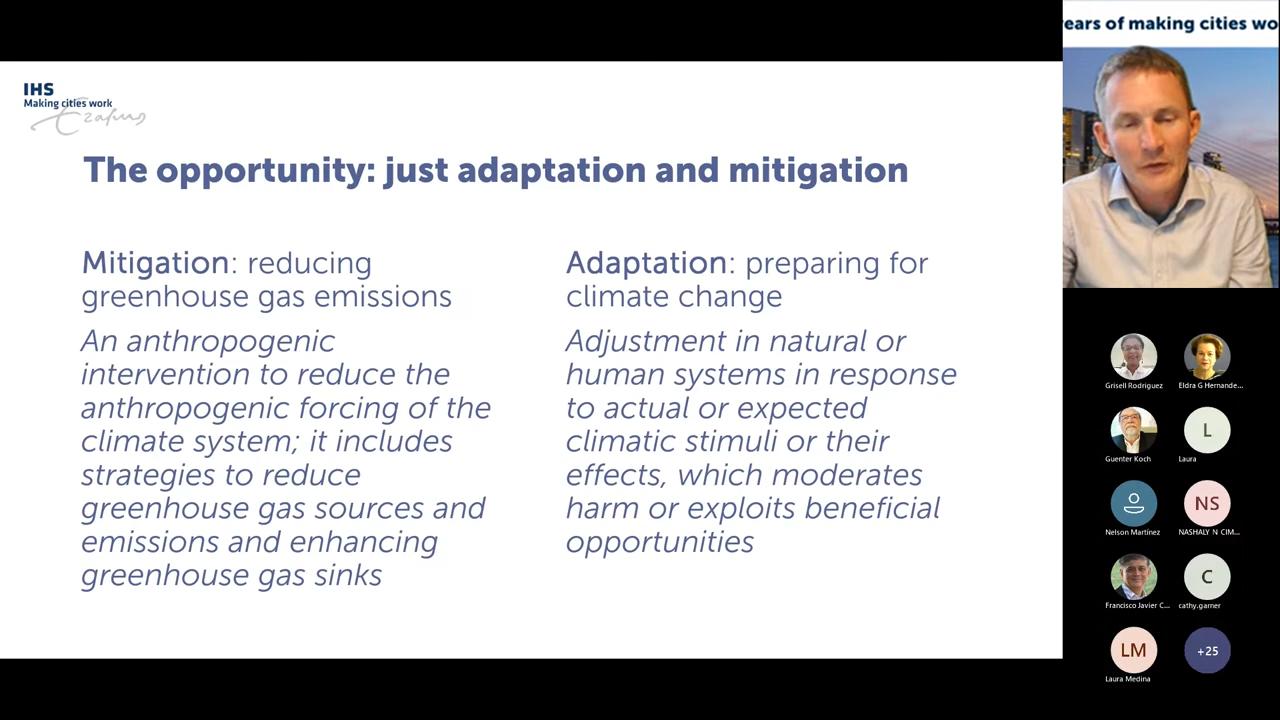 IHS
Making cities work
Erasmus
The opportunity: just adaptation and mitigation
Mitigation: reducing
greenhouse gas emissions
An anthropogenic
intervention to reduce the
anthropogenic forcing of the
climate system; it includes
strategies to reduce
greenhouse gas sources and
emissions and enhancing
greenhouse gas sinks
Adaptation: preparing for
climate change
Adjustment in natural or
human systems in response
to actual or expected
climatic stimuli or their
effects, which moderates
harm or exploits beneficial
opportunities
ears of making cities wo
Grisell Rodriguez
Eldra G Hernande...
Guenter Koch
L
Laura
Nelson Martínez
NS
NASHALY N CIM...
Francisco Javier C...
C
cathy.garner
LM
Laura Medina
+25